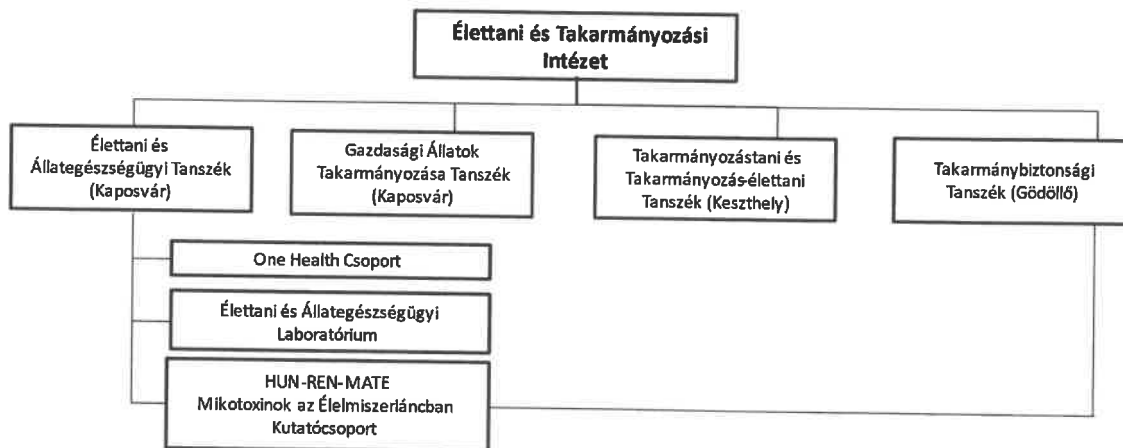 Élettani és Takarmányozási
Intézet
Élettani és
Állategészségügyi Tanszék
(Kaposvár)
Gazdasági Állatok
Takarmányozása Tanszék
(Kaposvár)
Takarmányozástani és
Takarmányozás-élettani
Tanszék (Keszthely)
Takarmánybiztonsági
Tanszék (Gödöllő)
One Health Csoport
Élettani és Állategészségügyi
Laboratórium
HUN-REN-MATE
Mikotoxinok az Élelmiszerláncban
Kutatócsoport